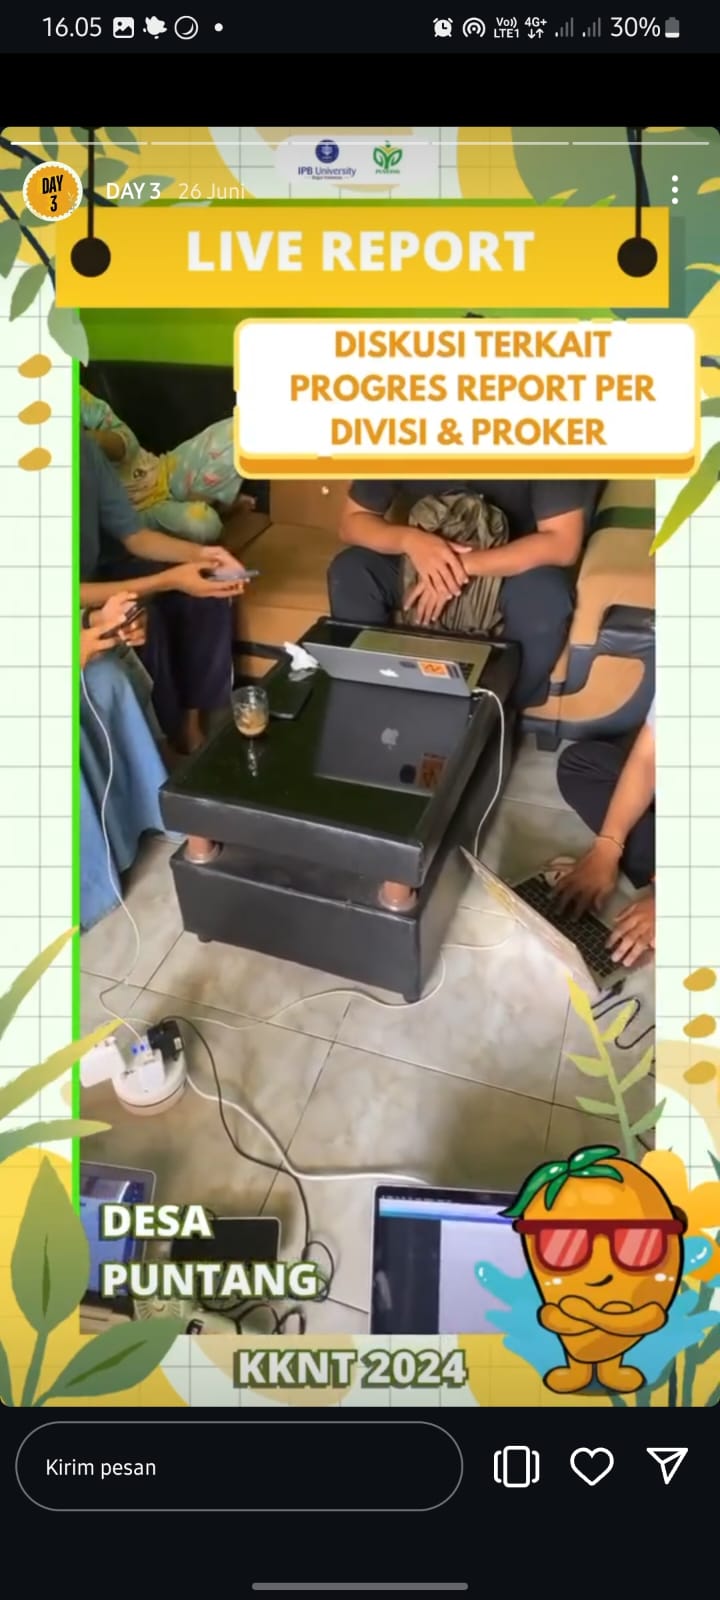 16.05
Vo)) 4G+
LTE1
30%
IPB University
DAY
3
DAY 3 26 Juni
LIVE REPORT
DISKUSI TERKAIT
PROGRES REPORT PER
DIVISI & PROKER
DESA
PUNTANG
KKNT 2024
Kirim pesan